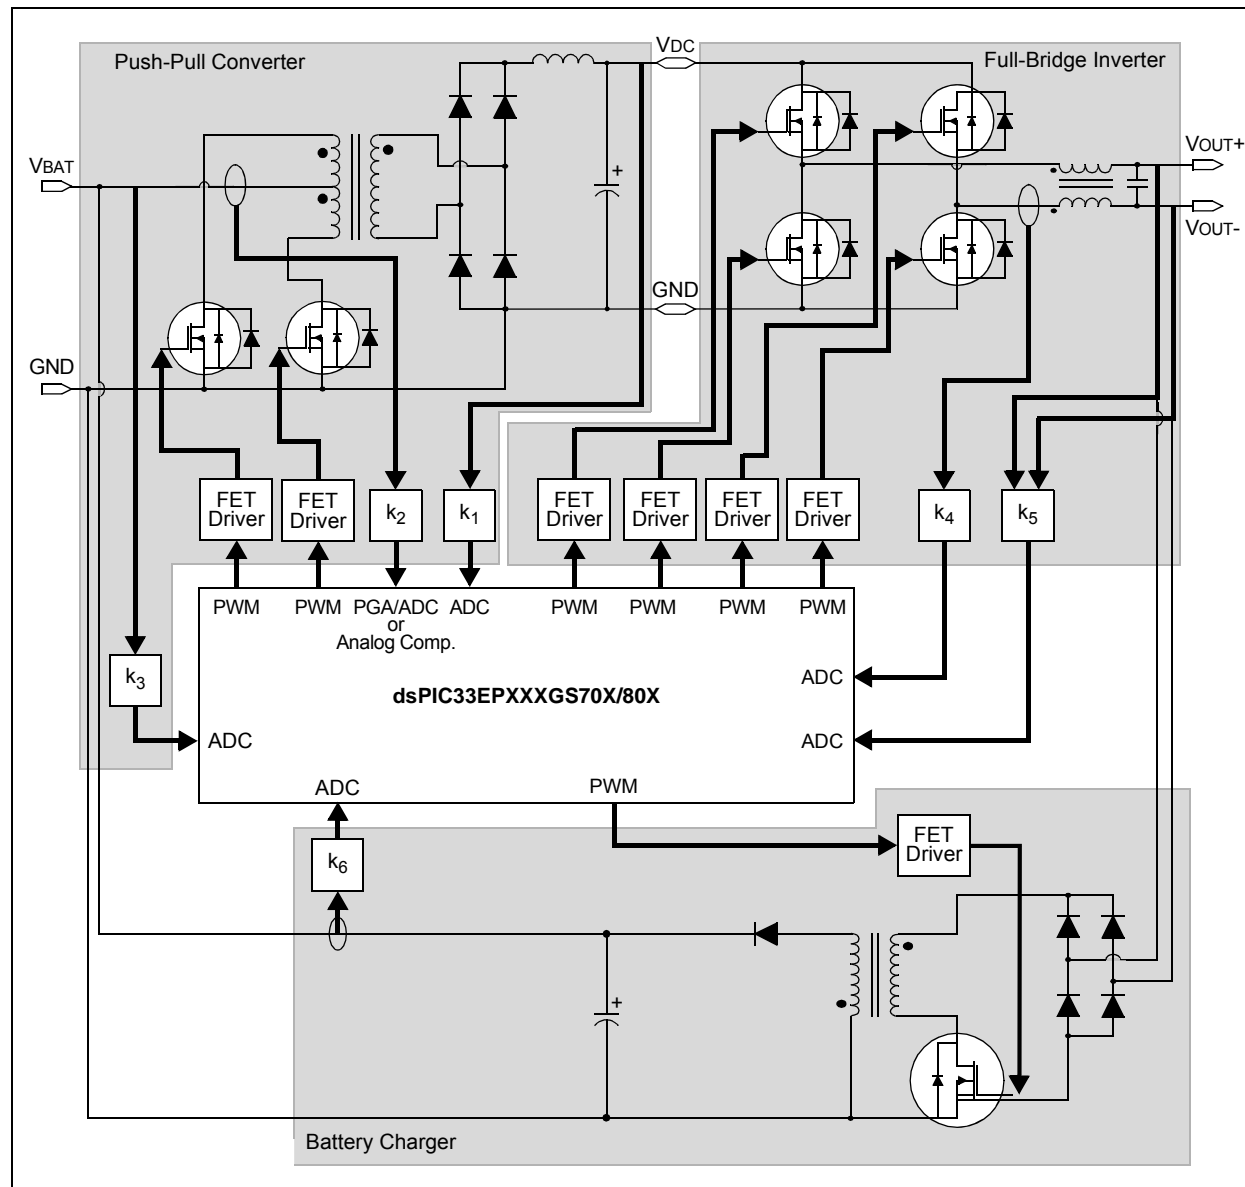 Push-Pull Converter
VDC
Full-Bridge Inverter
VBAT
VOUT+
VOUT-
+
GND
GND
FET
Driver
FET
Driver
k2
k1
FET
Driver
FET
Driver
FET
Driver
FET
Driver
k4
k5
PWM
PWM
PGA/ADC
or
Analog Comp.
ADC
PWM
PWM
PWM
PWM
k3
ADC
dsPIC33EPXXXGS70X/80X
ADC
ADC
ADC
PWM
k6
FET
Driver
+
Battery Charger